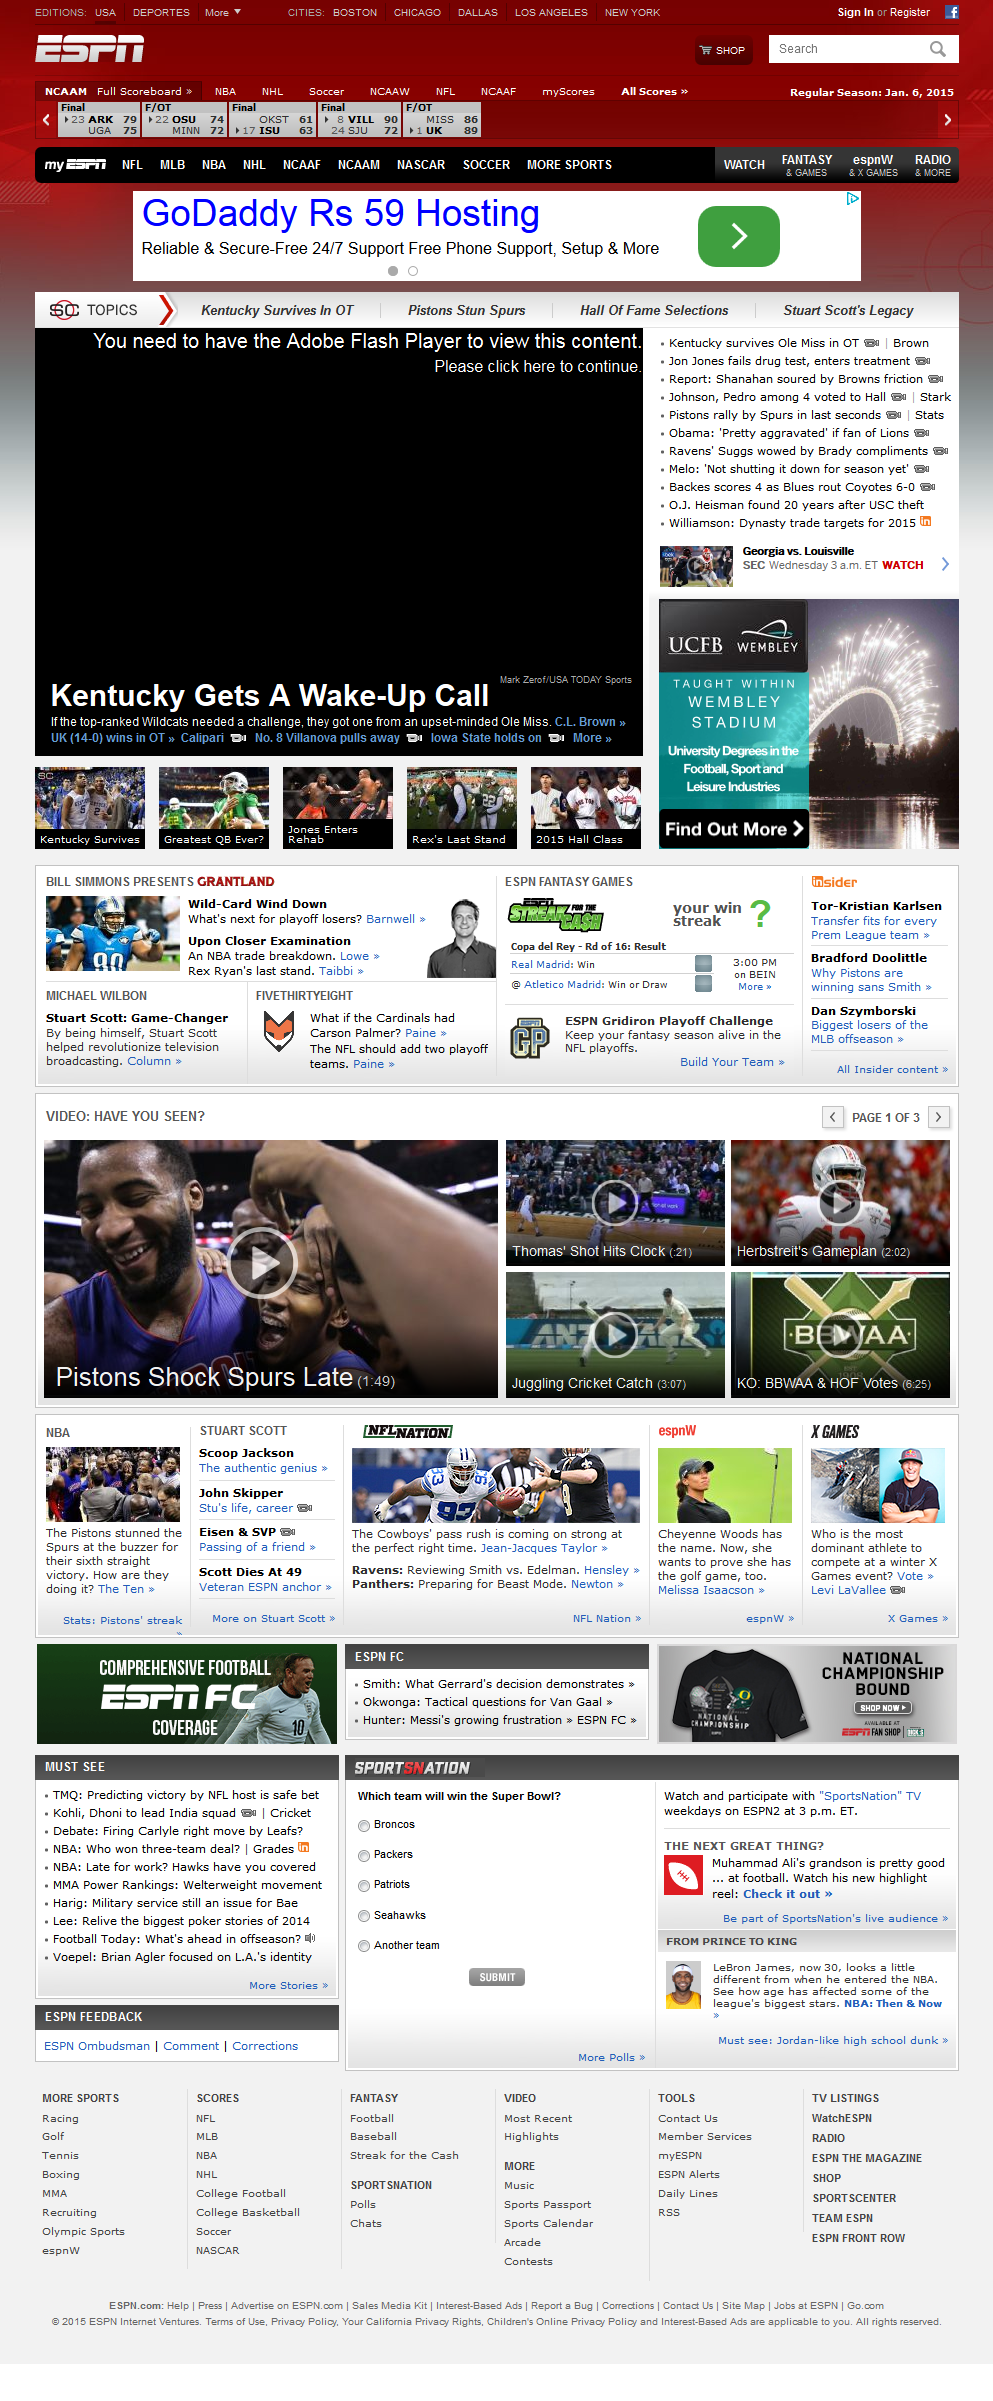 EDITIONS: USA DEPORTES More CITIES: BOSTON CHICAGO DALLAS LOS ANGELES NEW YORK Sign In or Register
ESPN
SHOP
Search
NCAAM Full Scoreboard » NBA NHL Soccer NCAAW NFL NCAAF myScores All Scores » Regular Season: Jan. 6, 2015
Final
23 ARK 79
UGA 75
F/OT
22 OSU 74
MINN 72
Final
OKST 61
17 ISU 63
Final
8 VILL 90
24 SJU 72
F/OT
MISS 86
1 UK 89
my ESPN NFL MLB NBA NHL NCAAF NCAAM NASCAR SOCCER MORE SPORTS
WATCH
FANTASY
& GAMES
espnW
& X GAMES
RADIO
& MORE
GoDaddy Rs 59 Hosting
Reliable & Secure-Free 24/7 Support Free Phone Support, Setup & More
SC TOPICS Kentucky Survives In OT Pistons Stun Spurs Hall Of Fame Selections Stuart Scott's Legacy
You need to have the Adobe Flash Player to view this content.
Please click here to continue.
Mark Zerof/USA TODAY Sports
Kentucky Gets A Wake-Up Call
If the top-ranked Wildcats needed a challenge, they got one from an upset-minded Ole Miss. C.L. Brown »
UK (14-0) wins in OT » Calipari No. 8 Villanova pulls away Iowa State holds on More »
SC
Kentucky Survives
Greatest QB Ever?
Jones Enters
Rehab
Rex's Last Stand
2015 Hall Class
Kentucky survives Ole Miss in OT | Brown
Jon Jones fails drug test, enters treatment
Report: Shanahan soured by Browns friction
Johnson, Pedro among 4 voted to Hall | Stark
Pistons rally by Spurs in last seconds | Stats
Obama: 'Pretty aggravated' if fan of Lions
Ravens' Suggs wowed by Brady compliments
Melo: 'Not shutting it down for season yet'
Backes scores 4 as Blues rout Coyotes 6-0
O.J. Heisman found 20 years after USC theft
Williamson: Dynasty trade targets for 2015 in
Georgia vs. Louisville
SEC Wednesday 3 a.m. ET WATCH
UCFB WEMBLEY
TAUGHT WITHIN
WEMBLEY
STADIUM
University Degrees in the
Football, Sport and
Leisure Industries
Find Out More
BILL SIMMONS PRESENTS GRANTLAND
Wild-Card Wind Down
What's next for playoff losers? Barnwell »
Upon Closer Examination
An NBA trade breakdown. Lowe »
Rex Ryan's last stand. Taibbi »
MICHAEL WILBON
Stuart Scott: Game-Changer
By being himself, Stuart Scott
helped revolutionize television
broadcasting. Column »
FIVETHIRTYEIGHT
What if the Cardinals had
Carson Palmer? Paine »
The NFL should add two playoff
teams. Paine »
ESPN FANTASY GAMES
STREAK FOR THE CASH
your win
streak ?
Copa del Rey - Rd of 16: Result
Real Madrid: Win
@ Atletico Madrid: Win or Draw
3:00 PM
on BEIN
More »
GP
ESPN Gridiron Playoff Challenge
Keep your fantasy season alive in the
NFL playoffs.
Build Your Team »
insider
Tor-Kristian Karlsen
Transfer fits for every
Prem League team »
Bradford Doolittle
Why Pistons are
winning sans Smith »
Dan Szymborski
Biggest losers of the
MLB offseason »
All Insider content »
VIDEO: HAVE YOU SEEN?
PAGE 1 OF 3
Pistons Shock Spurs Late (1:49)
Thomas' Shot Hits Clock (:21)
Herbstreit's Gameplan (2:02)
Juggling Cricket Catch (3:07)
BBWAA
KO: BBWAA & HOF Votes (6:25)
NBA
The Pistons stunned the
Spurs at the buzzer for
their sixth straight
victory. How are they
doing it? The Ten »
Stats: Pistons' streak
»
STUART SCOTT
Scoop Jackson
The authentic genius »
John Skipper
Stu's life, career
Eisen & SVP
Passing of a friend »
Scott Dies At 49
Veteran ESPN anchor »
More on Stuart Scott »
NFL NATION
The Cowboys' pass rush is coming on strong at
the perfect right time. Jean-Jacques Taylor »
Ravens: Reviewing Smith vs. Edelman. Hensley »
Panthers: Preparing for Beast Mode. Newton »
NFL Nation »
espnW
Cheyenne Woods has
the name. Now, she
wants to prove she has
the golf game, too.
Melissa Isaacson »
espnW »
X GAMES
Who is the most
dominant athlete to
compete at a winter X
Games event? Vote »
Levi LaVallee
X Games »
COMPREHENSIVE FOOTBALL
ESPN FC
COVERAGE
10
ESPN FC
Smith: What Gerrard's decision demonstrates »
Okwonga: Tactical questions for Van Gaal »
Hunter: Messi's growing frustration » ESPN FC »
NATIONAL
CHAMPIONSHIP
NATIONAL
CHAMPIONSHIP
BOUND
SHOP NOW
AVAILABLE AT
ESPN FAN SHOP
MUST SEE
TMQ: Predicting victory by NFL host is safe bet
Kohli, Dhoni to lead India squad | Cricket
Debate: Firing Carlyle right move by Leafs?
NBA: Who won three-team deal? | Grades in
NBA: Late for work? Hawks have you covered
MMA Power Rankings: Welterweight movement
Harig: Military service still an issue for Bae
Lee: Relive the biggest poker stories of 2014
Football Today: What's ahead in offseason?
Voepel: Brian Agler focused on L.A.'s identity
More Stories »
ESPN FEEDBACK
ESPN Ombudsman | Comment | Corrections
SPORTSNATION
Which team will win the Super Bowl?
Broncos
Packers
Patriots
Seahawks
Another team
SUBMIT
More Polls »
Watch and participate with "SportsNation" TV
weekdays on ESPN2 at 3 p.m. ET.
THE NEXT GREAT THING?
Muhammad Ali's grandson is pretty good
... at football. Watch his new highlight
reel: Check it out »
Be part of SportsNation's live audience »
FROM PRINCE TO KING
LeBron James, now 30, looks a little
different from when he entered the NBA.
See how age has affected some of the
league's biggest stars. NBA: Then & Now
»
Must see: Jordan-like high school dunk »
MORE SPORTS
Racing
Golf
Tennis
Boxing
MMA
Recruiting
Olympic Sports
espnW
SCORES
NFL
MLB
NBA
NHL
College Football
College Basketball
Soccer
NASCAR
FANTASY
Football
Baseball
Streak for the Cash
SPORTSNATION
Polls
Chats
VIDEO
Most Recent
Highlights
MORE
Music
Sports Passport
Sports Calendar
Arcade
Contests
TOOLS
Contact Us
Member Services
myESPN
ESPN Alerts
Daily Lines
RSS
TV LISTINGS
WatchESPN
RADIO
ESPN THE MAGAZINE
SHOP
SPORTSCENTER
TEAM ESPN
ESPN FRONT ROW
ESPN.com: Help | Press | Advertise on ESPN.com | Sales Media Kit | Interest-Based Ads | Report a Bug | Corrections | Contact Us | Site Map | Jobs at ESPN | Go.com
© 2015 ESPN Internet Ventures. Terms of Use, Privacy Policy, Your California Privacy Rights, Children's Online Privacy Policy and Interest-Based Ads are applicable to you. All rights reserved.